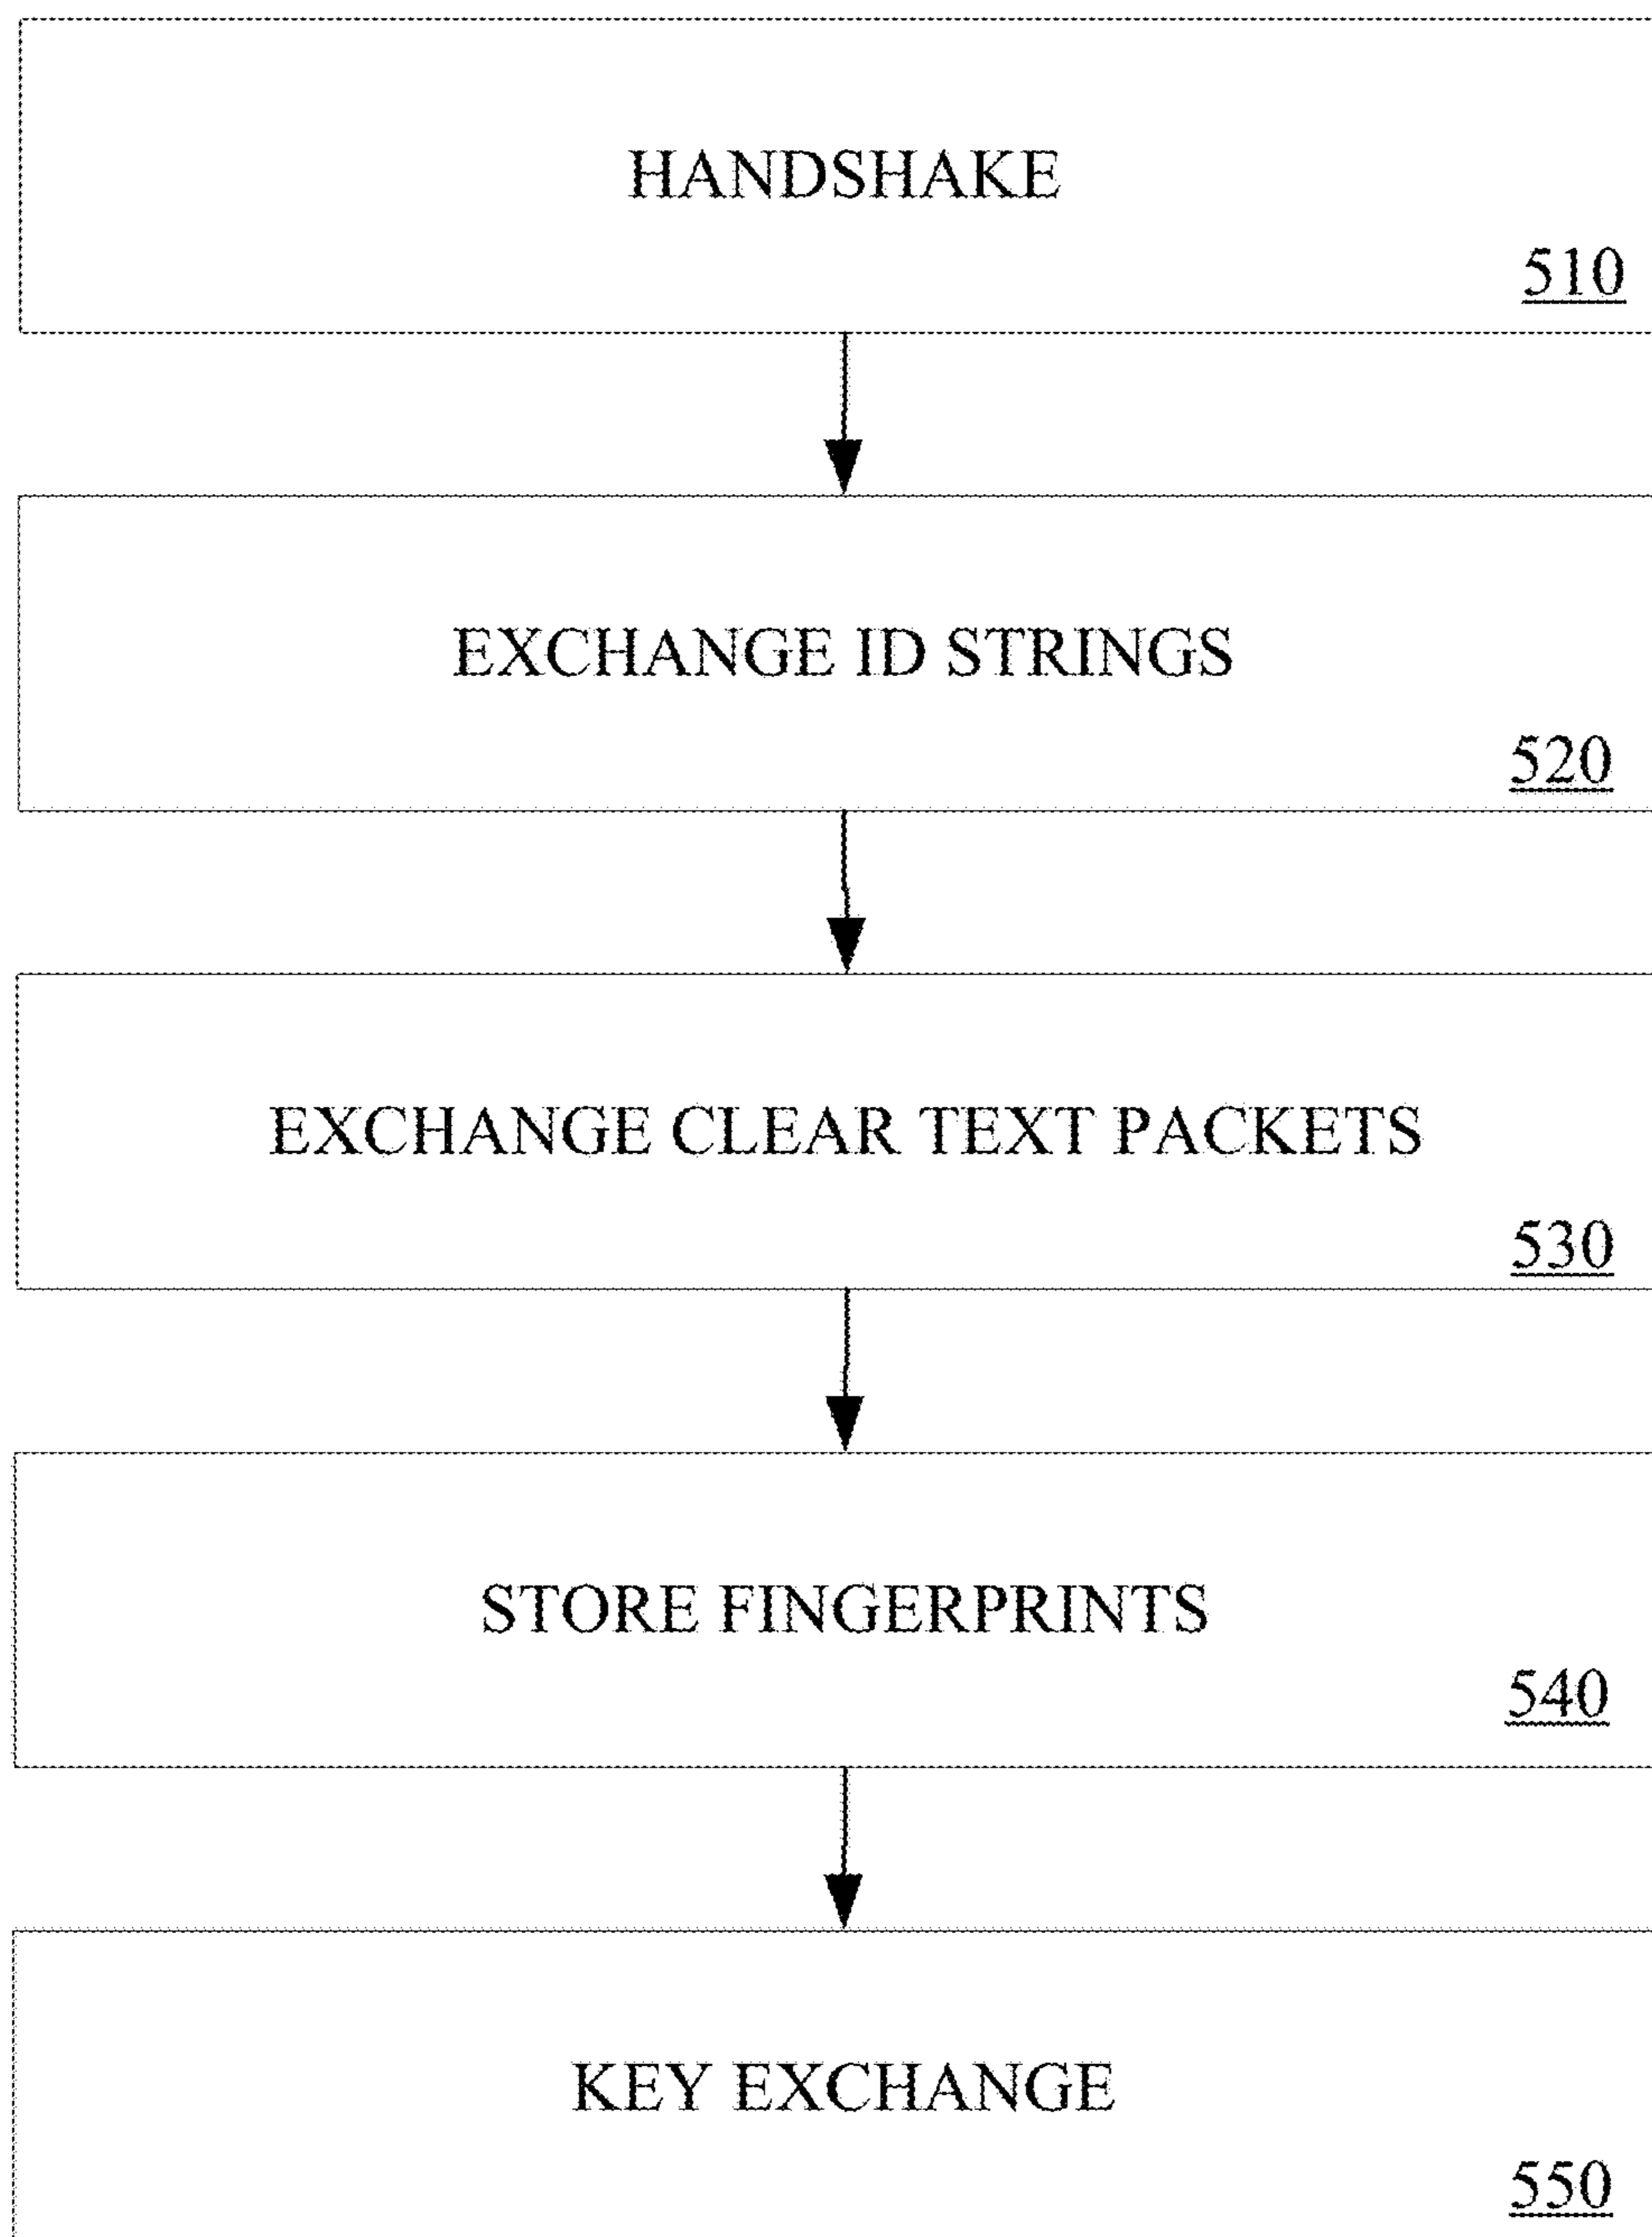 HANDSHAKE
510
EXCHANGE ID STRINGS
520
EXCHANGE CLEAR TEXT PACKETS
530
STORE FINGERPRINTS
540
KEY EXCHANGE
550